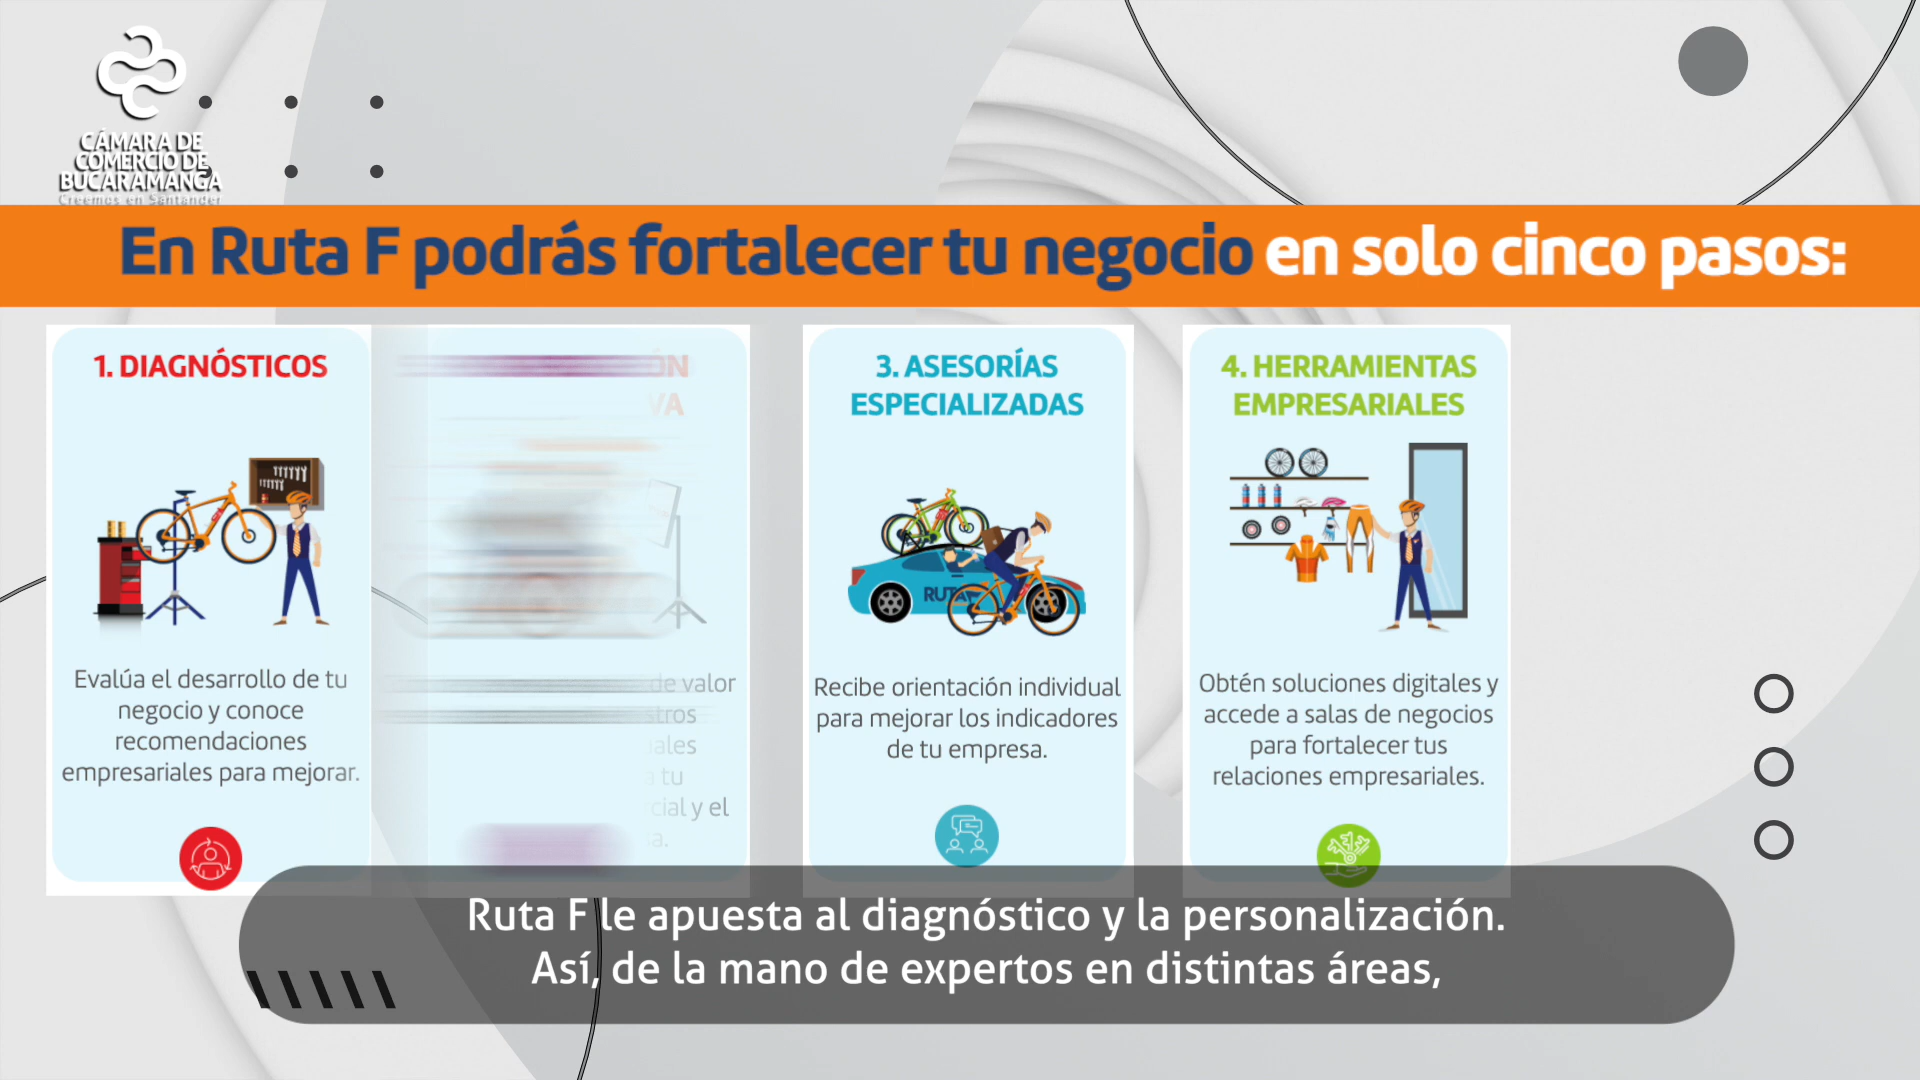 CÁMARA DE
COMERCIO DE
BUCARAMANGA
Creemos en Santander
En Ruta F podrás fortalecer tu negocio en solo cinco pasos:
1. DIAGNÓSTICOS
Evalúa el desarrollo de tu
negocio y conoce
recomendaciones
empresariales para mejorar.
de valor
tu
y el
3. ASESORÍAS
ESPECIALIZADAS
RUTA
Recibe orientación individual
para mejorar los indicadores
de tu empresa.
4. HERRAMIENTAS
EMPRESARIALES
Obtén soluciones digitales y
accede a salas de negocios
para fortalecer tus
relaciones empresariales.
Ruta F le apuesta al diagnóstico y la personalización.
Así, de la mano de expertos en distintas áreas,